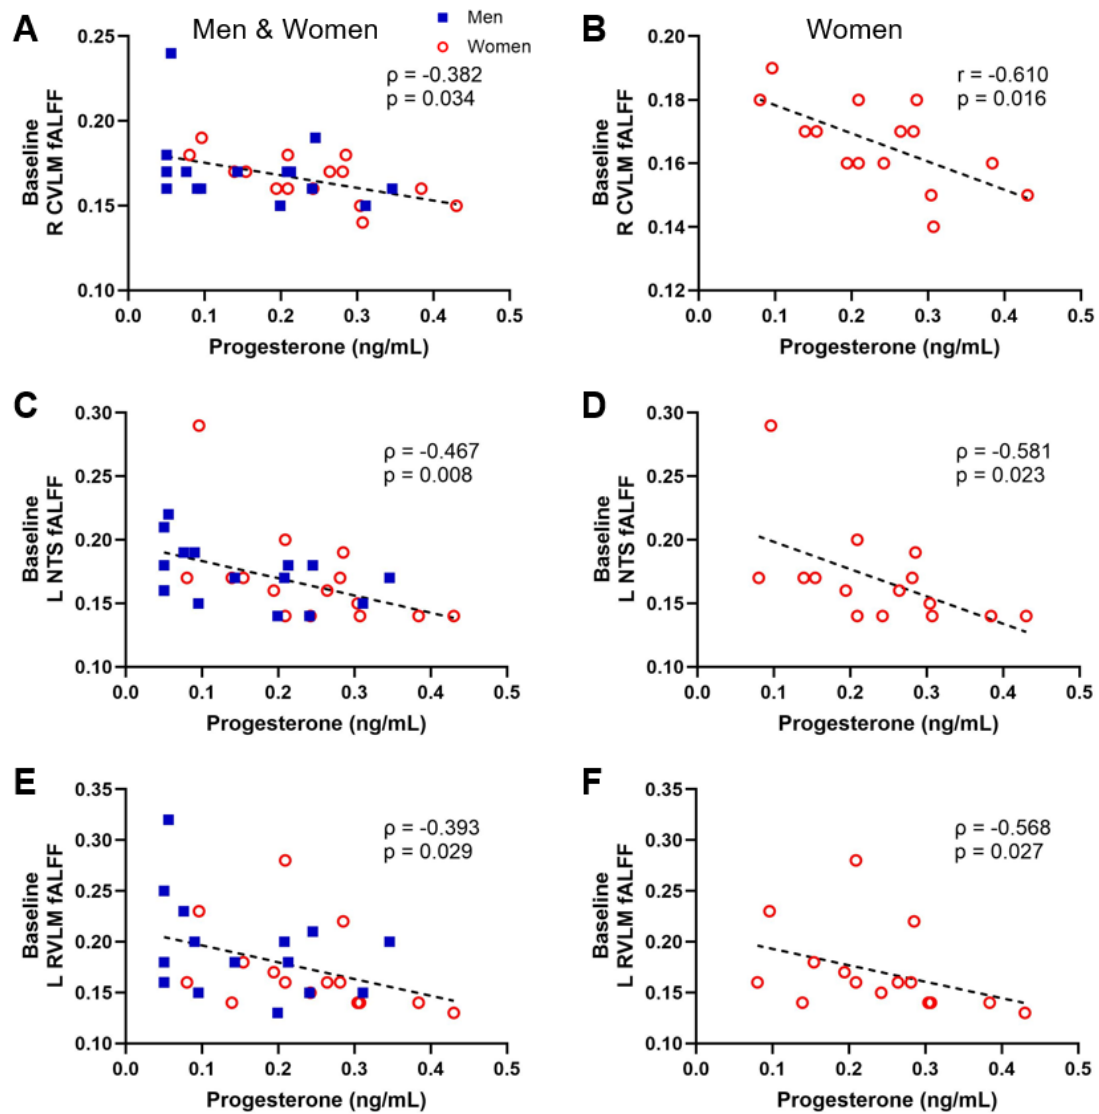 A
Men & Women
Men
Women
ρ = -0.382
p = 0.034
0.25
0.20
0.15
0.10
Baseline
R CVLM fALFF
0.0 0.1 0.2 0.3 0.4 0.5
Progesterone (ng/mL)
B
Women
r = -0.610
p = 0.016
0.20
0.18
0.16
0.14
0.12
Baseline
R CVLM fALFF
0.0 0.1 0.2 0.3 0.4 0.5
Progesterone (ng/mL)
C
ρ = -0.467
p = 0.008
0.30
0.25
0.20
0.15
0.10
Baseline
L NTS fALFF
0.0 0.1 0.2 0.3 0.4 0.5
Progesterone (ng/mL)
D
ρ = -0.581
p = 0.023
0.30
0.25
0.20
0.15
0.10
Baseline
L NTS fALFF
0.0 0.1 0.2 0.3 0.4 0.5
Progesterone (ng/mL)
E
ρ = -0.393
p = 0.029
0.35
0.30
0.25
0.20
0.15
0.10
Baseline
L RVLM fALFF
0.0 0.1 0.2 0.3 0.4 0.5
Progesterone (ng/mL)
F
ρ = -0.568
p = 0.027
0.35
0.30
0.25
0.20
0.15
0.10
Baseline
L RVLM fALFF
0.0 0.1 0.2 0.3 0.4 0.5
Progesterone (ng/mL)